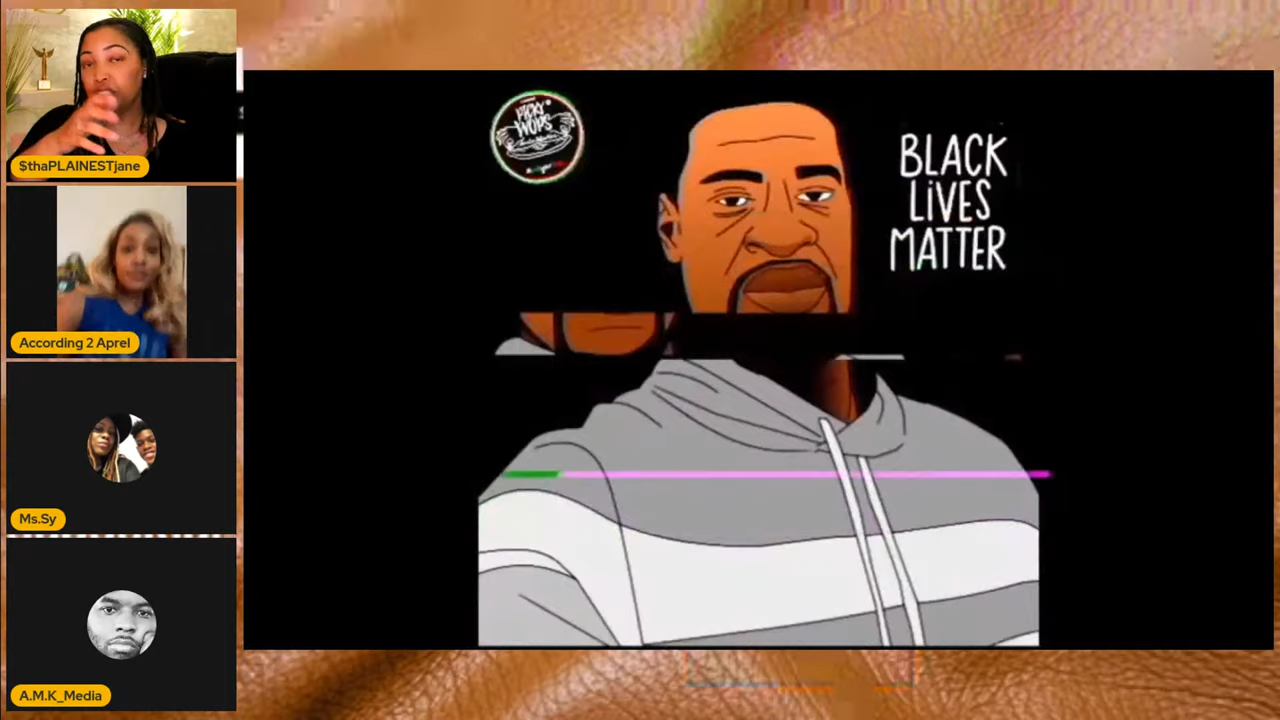 $thaPLAINESTjane
According 2 Aprel
Ms.Sy
A.M.K_Media
BLACK
LiVES
MATTER